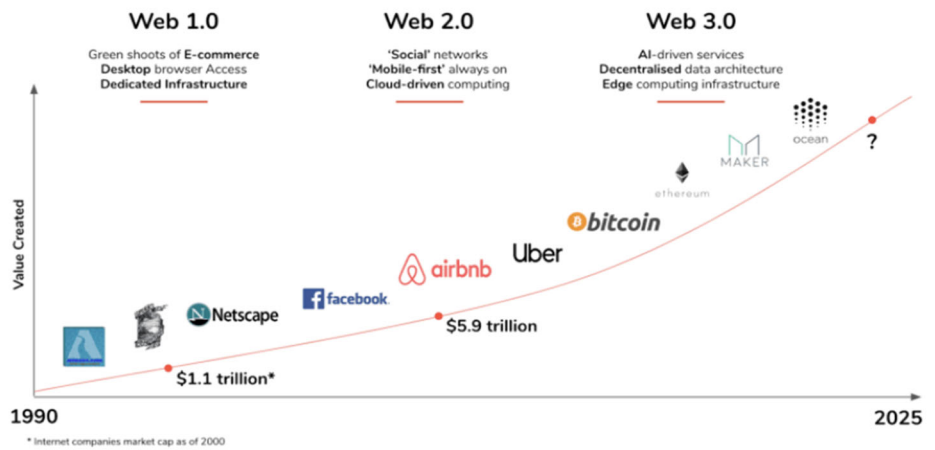 Web 1.0
Green shoots of E-commerce
Desktop browser Access
Dedicated Infrastructure
Web 2.0
‘Social’ networks
‘Mobile-first’ always on
Cloud-driven computing
Web 3.0
AI-driven services
Decentralised data architecture
Edge computing infrastructure
Value Created
Netscape
facebook.
airbnb
Uber
bitcoin
ethereum
MAKER
ocean
?
$1.1 trillion*
$5.9 trillion
1990
2025
* Internet companies market cap as of 2000